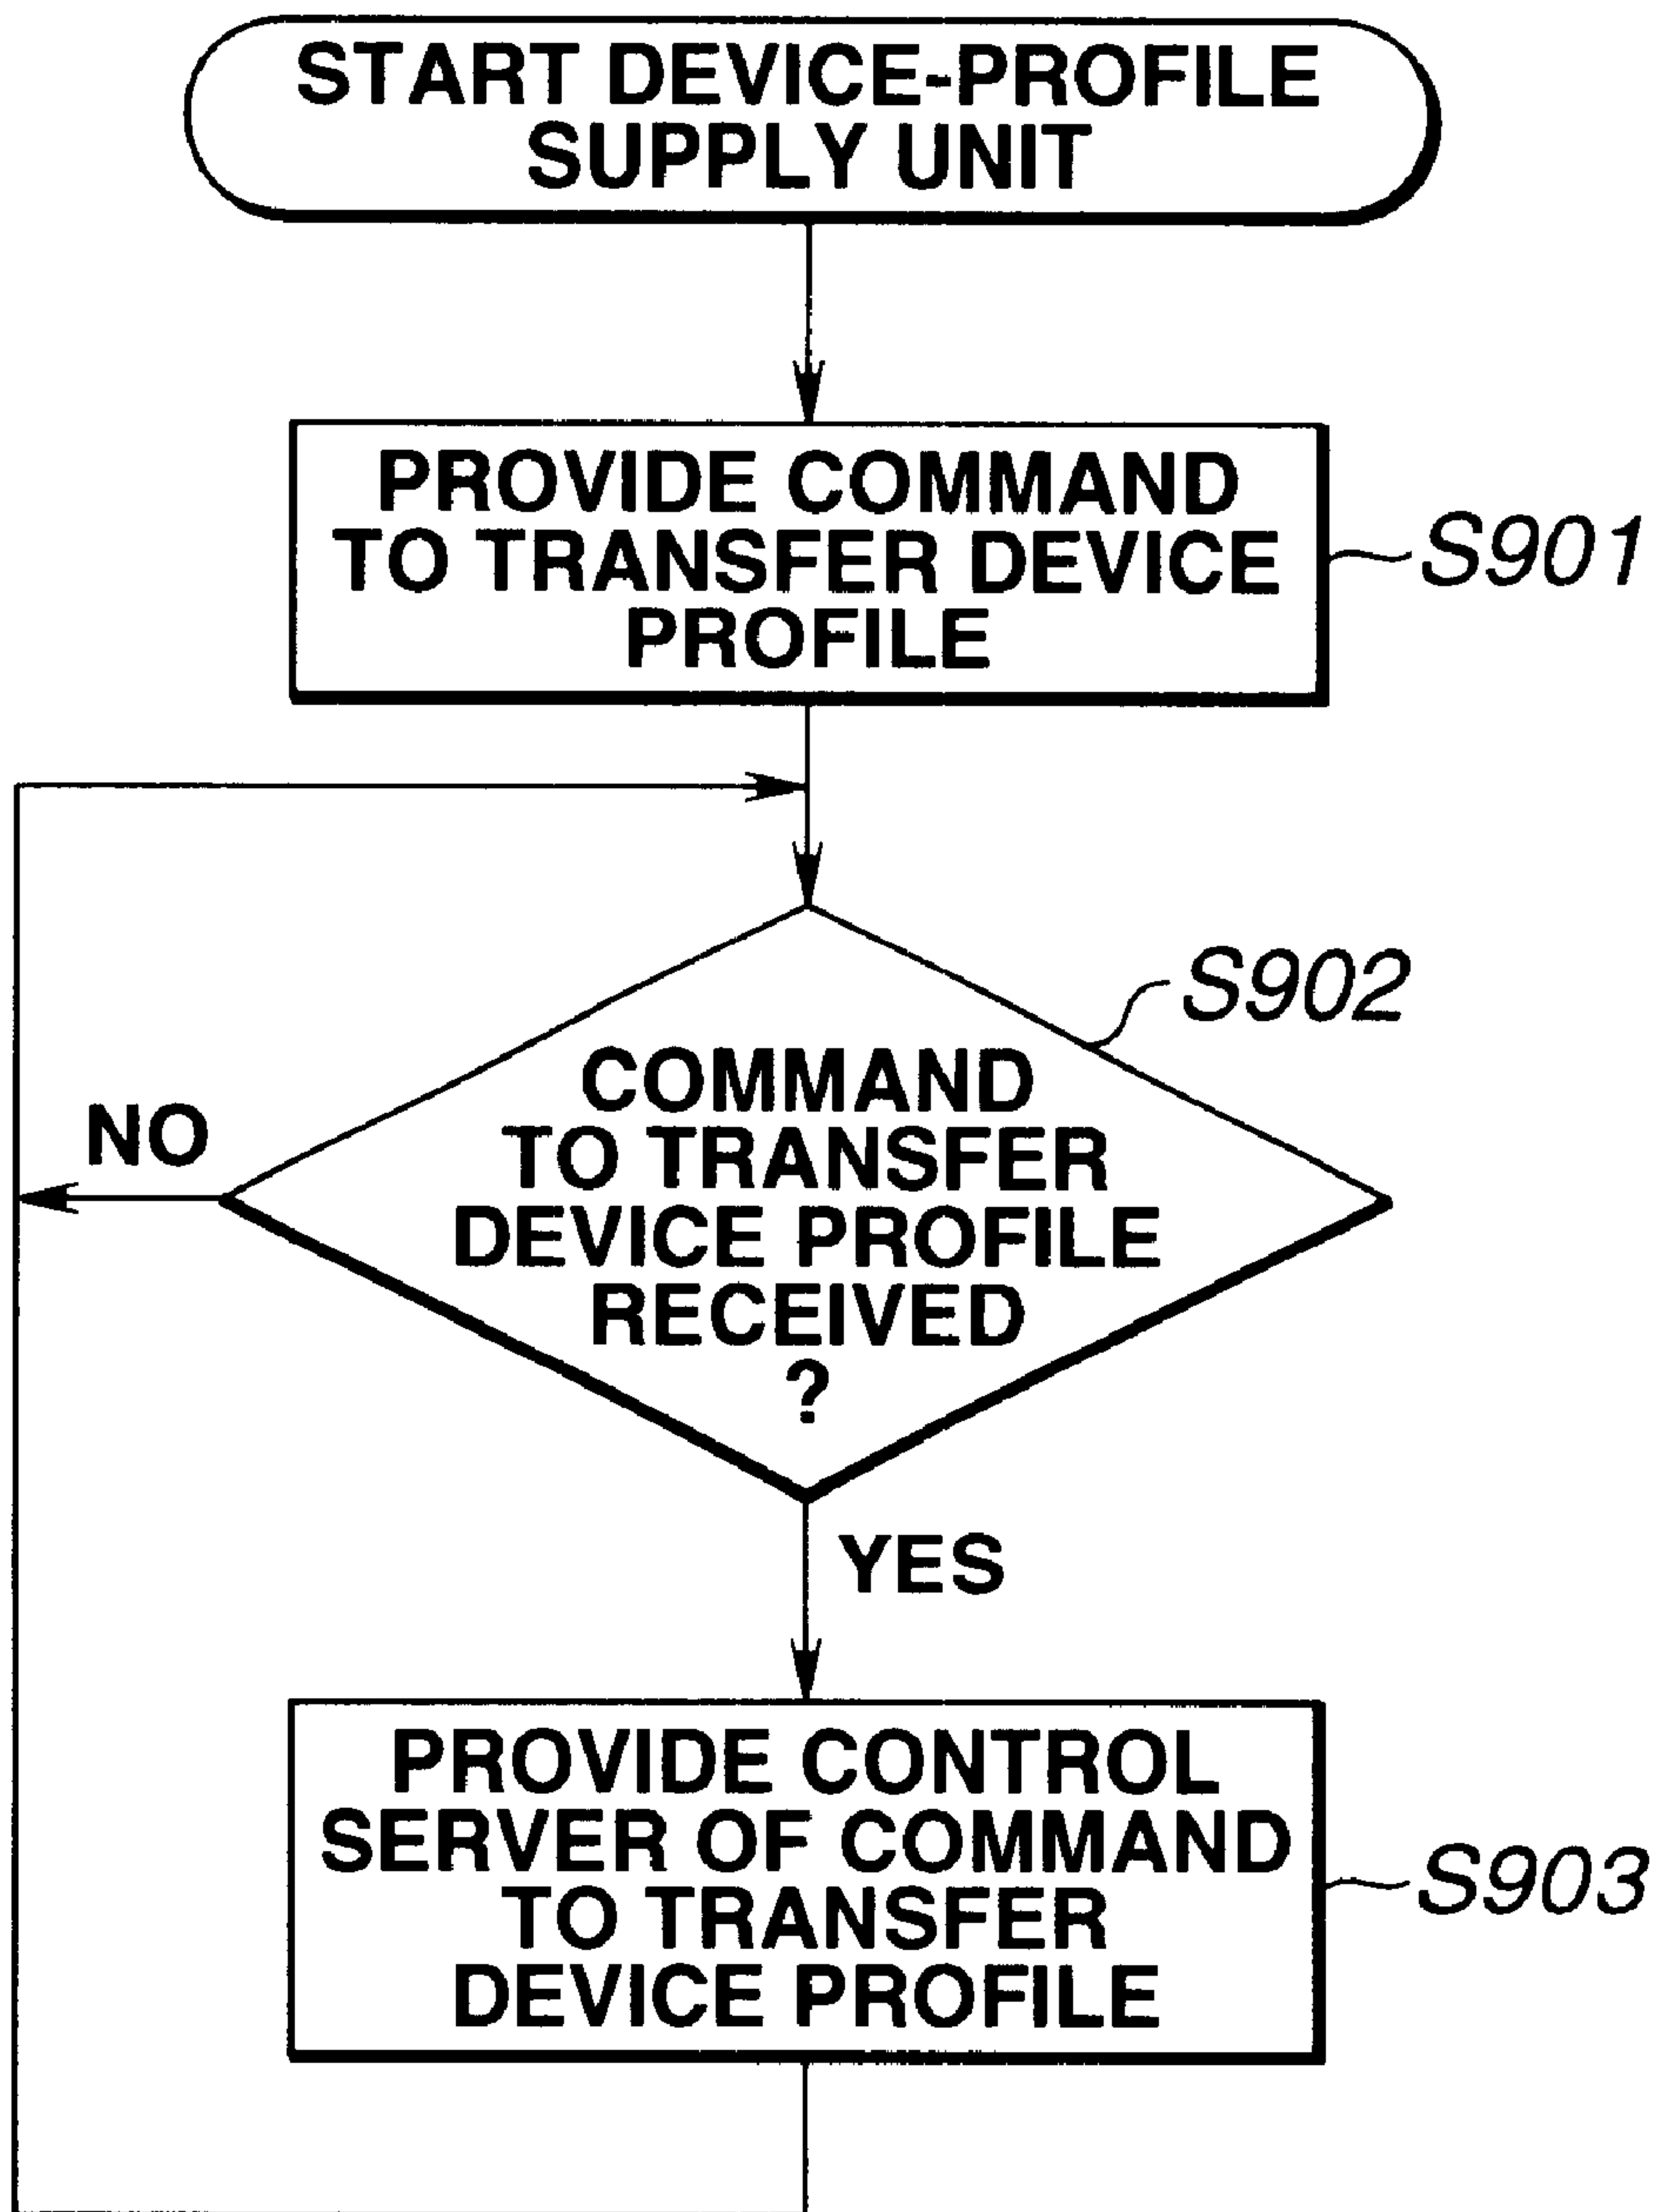 START DEVICE-PROFILE
SUPPLY UNIT
PROVIDE COMMAND
TO TRANSFER DEVICE
PROFILE
S901
S902
COMMAND
TO TRANSFER
DEVICE PROFILE
RECEIVED
?
NO
YES
PROVIDE CONTROL
SERVER OF COMMAND
TO TRANSFER
DEVICE PROFILE
S903